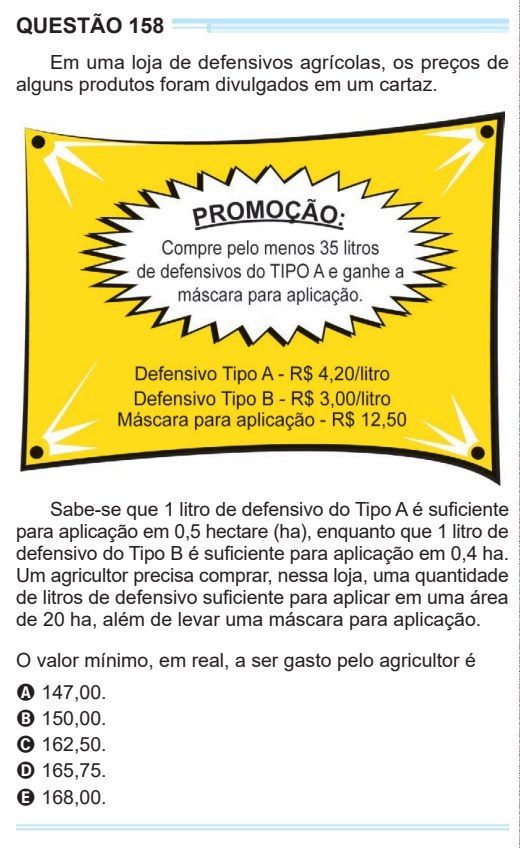 QUESTÃO 158
Em uma loja de defensivos agrícolas, os preços de
alguns produtos foram divulgados em um cartaz.
PROMOÇÃO:
Compre pelo menos 35 litros
de defensivos do TIPO A e ganhe a
máscara para aplicação.
Defensivo Tipo A - R$ 4,20/litro
Defensivo Tipo B - R$ 3,00/litro
Máscara para aplicação - R$ 12,50
Sabe-se que 1 litro de defensivo do Tipo A é suficiente
para aplicação em 0,5 hectare (ha), enquanto que 1 litro de
defensivo do Tipo B é suficiente para aplicação em 0,4 ha.
Um agricultor precisa comprar, nessa loja, uma quantidade
de litros de defensivo suficiente para aplicar em uma área
de 20 ha, além de levar uma máscara para aplicação.
O valor mínimo, em real, a ser gasto pelo agricultor é
A 147,00.
B 150,00.
C 162,50.
D 165,75.
E 168,00.